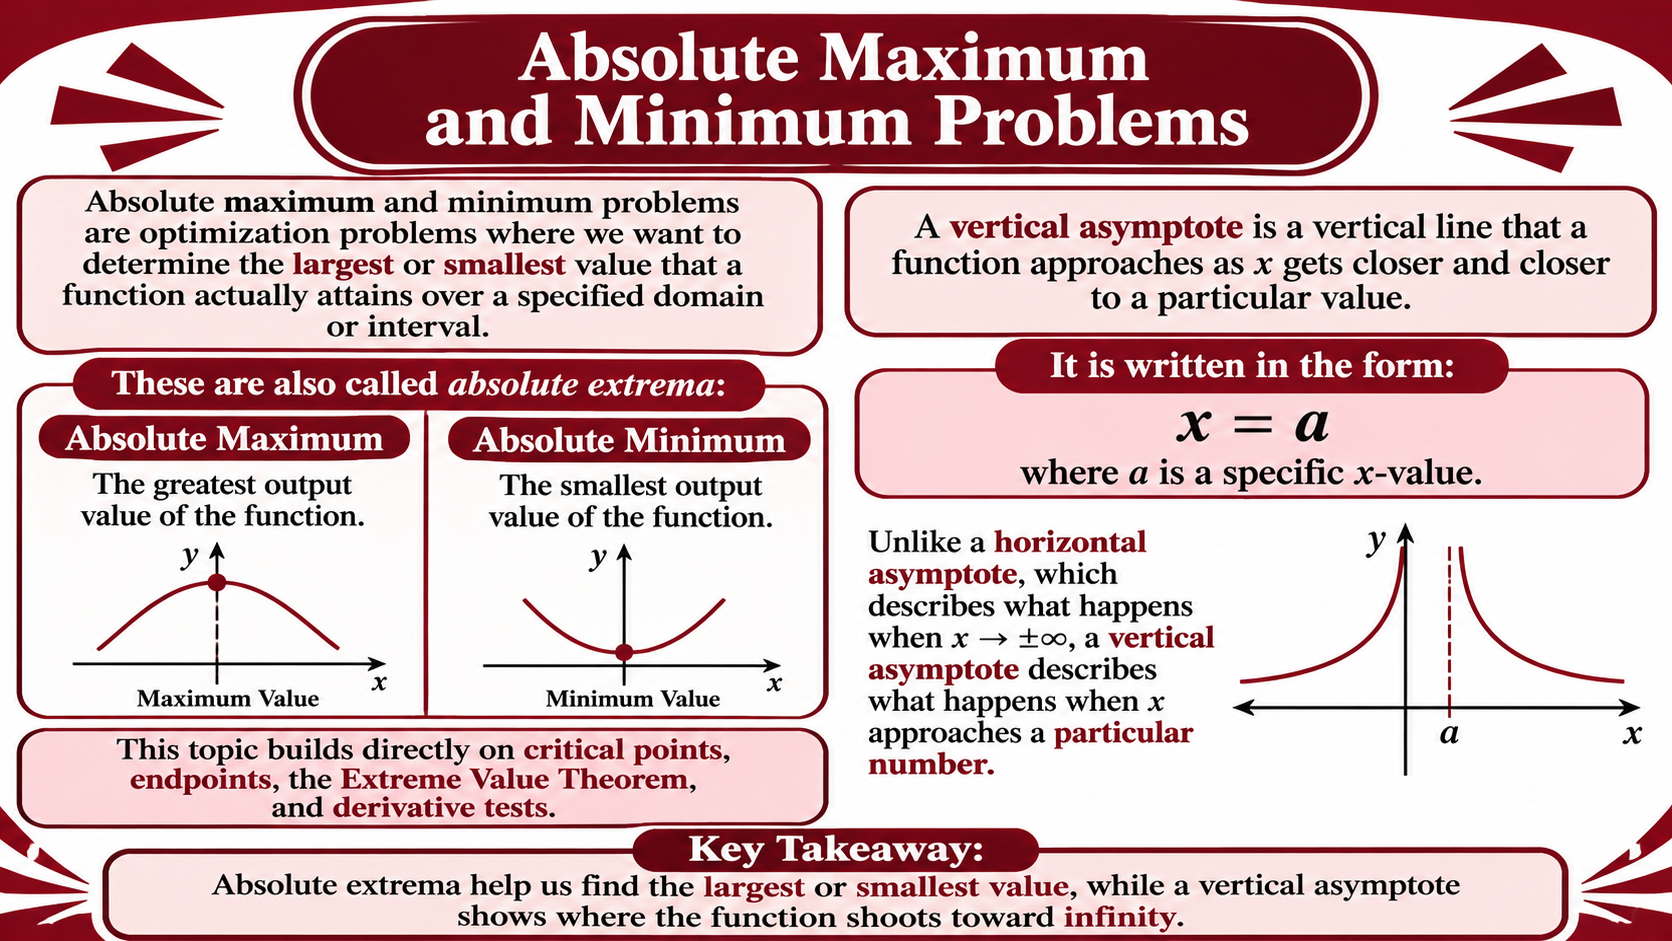 Absolute Maximum
and Minimum Problems
Absolute maximum and minimum problems
are optimization problems where we want to
determine the largest or smallest value that a
function actually attains over a specified domain
or interval.
These are also called absolute extrema:
Absolute Maximum
The greatest output
value of the function.
y
x
Maximum Value
Absolute Minimum
The smallest output
value of the function.
y
x
Minimum Value
This topic builds directly on critical points,
endpoints, the Extreme Value Theorem,
and derivative tests.
A vertical asymptote is a vertical line that a
function approaches as x gets closer and closer
to a particular value.
It is written in the form:
x = a
where a is a specific x-value.
Unlike a horizontal
asymptote, which
describes what happens
when x → ±∞, a vertical
asymptote describes
what happens when x
approaches a particular
number.
y
a
x
Key Takeaway:
Absolute extrema help us find the largest or smallest value, while a vertical asymptote
shows where the function shoots toward infinity.